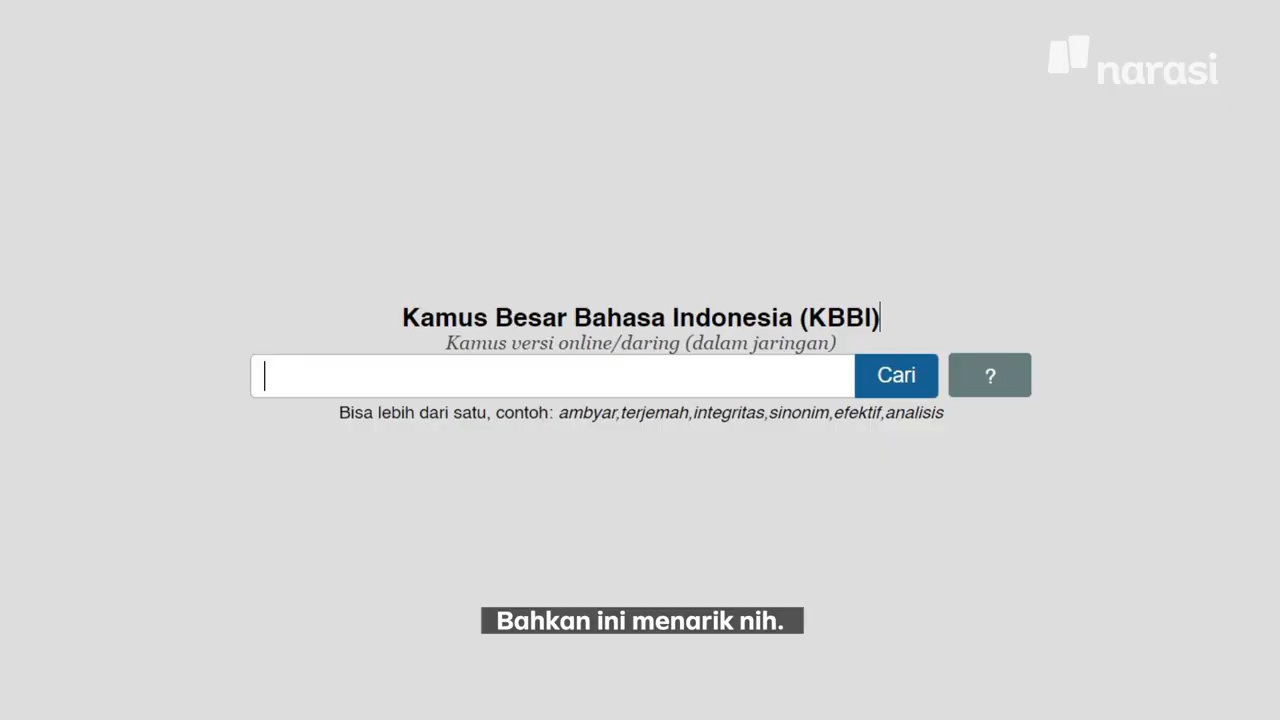 narasi
Kamus Besar Bahasa Indonesia (KBBI)
Kamus versi online/daring (dalam jaringan)
Cari
?
Bisa lebih dari satu, contoh: ambyar,terjemah,integritas,sinonim,efektif,analisis
Bahkan ini menarik nih.